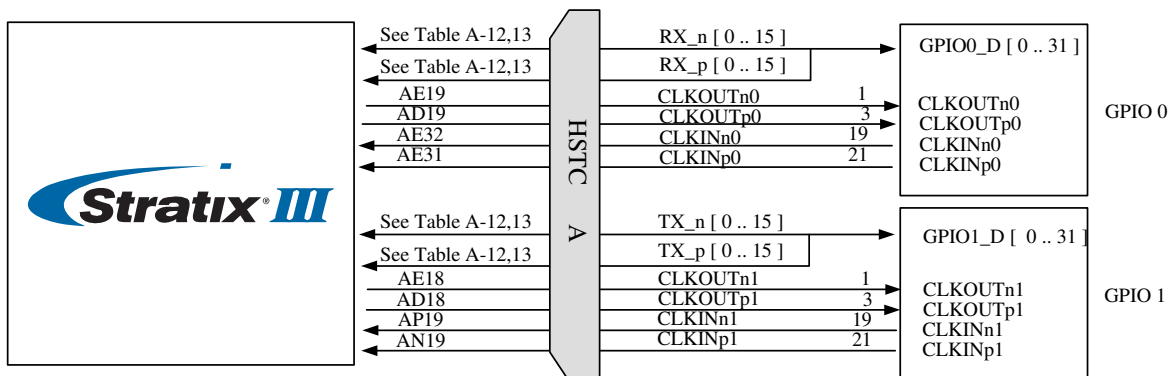 See Table A-12,13 RX_n [ 0 .. 15 ] GPIO0_D [ 0 .. 31 ]
See Table A-12,13 RX_p [ 0 .. 15 ]
AE19 CLKOUTn0 1 CLKOUTn0
AD19 CLKOUTp0 3 CLKOUTp0
AE32 CLKINn0 19 CLKINn0
AE31 CLKINp0 21 CLKINp0
GPIO 0
HSTC A
Stratix III
See Table A-12,13 TX_n [ 0 .. 15 ] GPIO1_D [ 0 .. 31 ]
See Table A-12,13 TX_p [ 0 .. 15 ]
AE18 CLKOUTn1 1 CLKOUTn1
AD18 CLKOUTp1 3 CLKOUTp1
AP19 CLKINn1 19 CLKINn1
AN19 CLKINp1 21 CLKINp1
GPIO 1